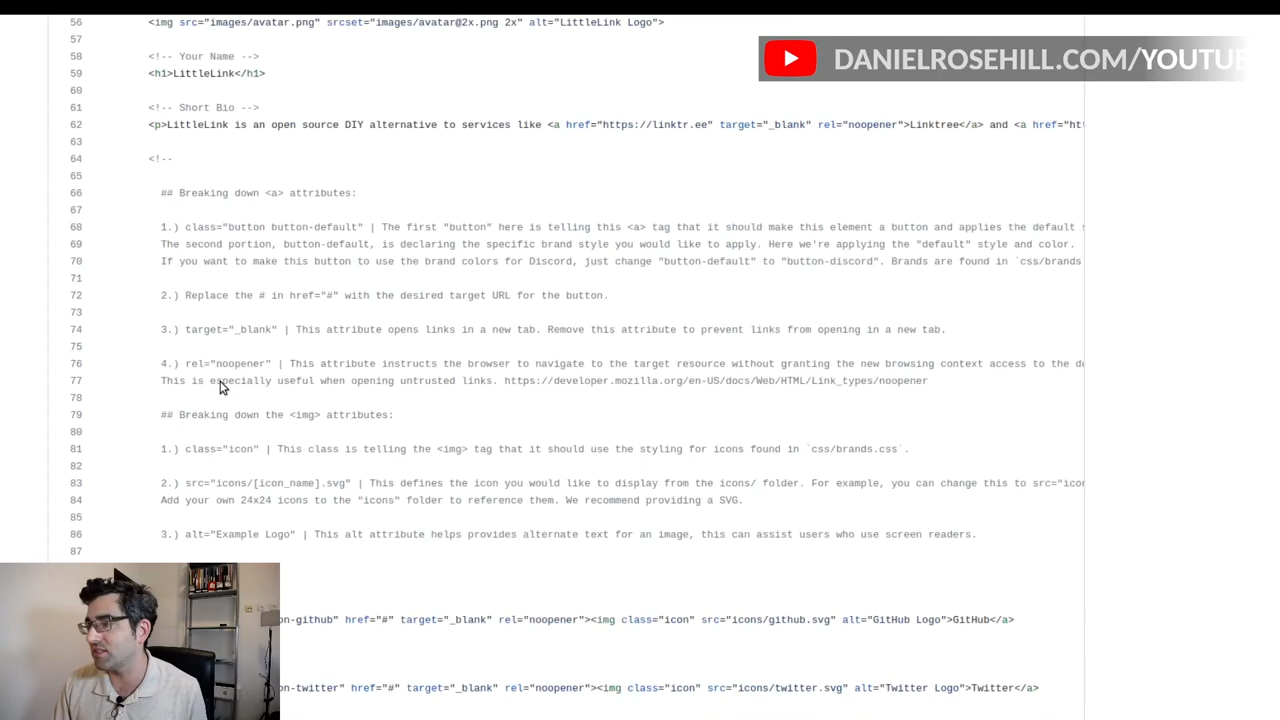 56 <img src="images/avatar.png" srcset="images/avatar@2x.png 2x" alt="LittleLink Logo">
57
58 <!-- Your Name -->
DANIELROSEHILL.COM/YOUTUBE
59 <h1>LittleLink</h1>
60
61 <!-- Short Bio -->
62 <p>LittleLink is an open source DIY alternative to services like <a href="https://linktr.ee" target="_blank" rel="noopener">Linktree</a> and <a href="ht
63
64 <!--
65
66 ## Breaking down <a> attributes:
67
68 1.) class="button button-default" | The first "button" here is telling this <a> tag that it should make this element a button and applies the default s
69 The second portion, button-default, is declaring the specific brand style you would like to apply. Here we're applying the "default" style and color.
70 If you want to make this button to use the brand colors for Discord, just change "button-default" to "button-discord". Brands are found in `css/brands
71
72 2.) Replace the # in href="#" with the desired target URL for the button.
73
74 3.) target="_blank" | This attribute opens links in a new tab. Remove this attribute to prevent links from opening in a new tab.
75
76 4.) rel="noopener" | This attribute instructs the browser to navigate to the target resource without granting the new browsing context access to the do
77 This is especially useful when opening untrusted links. https://developer.mozilla.org/en-US/docs/Web/HTML/Link_types/noopener
78
79 ## Breaking down the <img> attributes:
80
81 1.) class="icon" | This class is telling the <img> tag that it should use the styling for icons found in `css/brands.css`.
82
83 2.) src="icons/[icon_name].svg" | This defines the icon you would like to display from the icons/ folder. For example, you can change this to src="icon
84 Add your own 24x24 icons to the "icons" folder to reference them. We recommend providing a SVG.
85
86 3.) alt="Example Logo" | This alt attribute helps provides alternate text for an image, this can assist users who use screen readers.
87
on-github" href="#" target="_blank" rel="noopener"><img class="icon" src="icons/github.svg" alt="GitHub Logo">GitHub</a>
on-twitter" href="#" target="_blank" rel="noopener"><img class="icon" src="icons/twitter.svg" alt="Twitter Logo">Twitter</a>